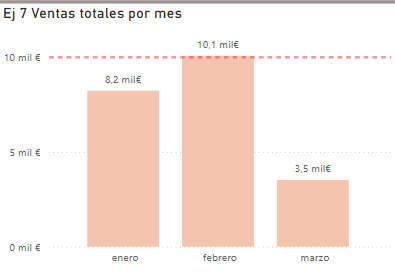 Ej 7 Ventas totales por mes
10,1 mil€
10 mil €
8,2 mil€
5 mil €
3,5 mil€
0 mil €
enero febrero marzo